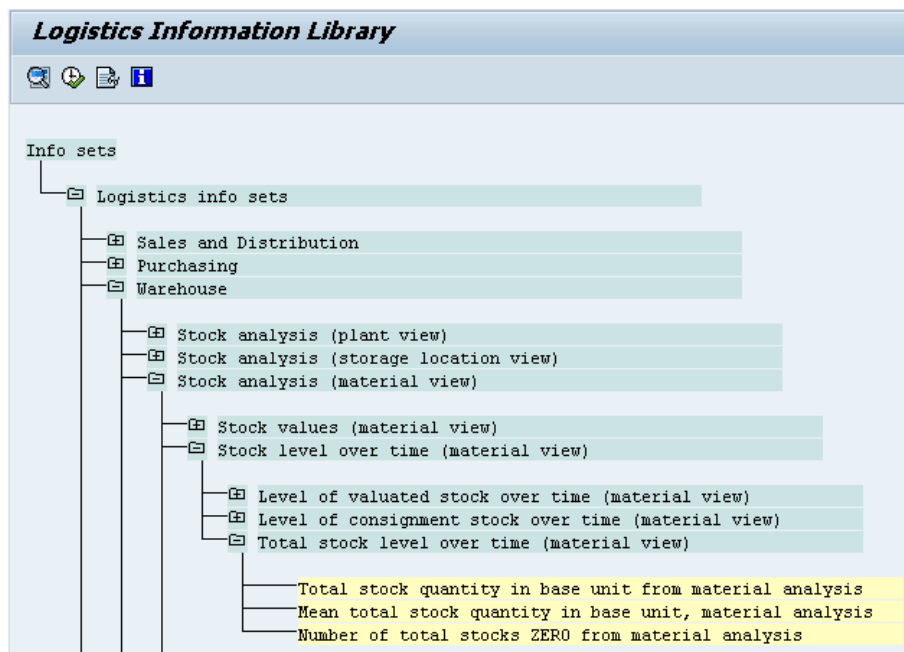 Logistics Information Library
Info sets
Logistics info sets
Sales and Distribution
Purchasing
Warehouse
Stock analysis (plant view)
Stock analysis (storage location view)
Stock analysis (material view)
Stock values (material view)
Stock level over time (material view)
Level of valuated stock over time (material view)
Level of consignment stock over time (material view)
Total stock level over time (material view)
Total stock quantity in base unit from material analysis
Mean total stock quantity in base unit, material analysis
Number of total stocks ZERO from material analysis